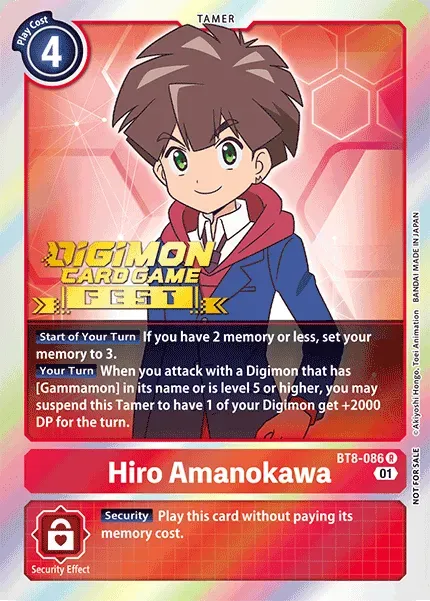 TAMER
Play Cost
4
DIGIMON
CARD GAME
FEST
Start of Your Turn If you have 2 memory or less, set your
memory to 3.
Your Turn When you attack with a Digimon that has
[Gammamon] in its name or is level 5 or higher, you may
suspend this Tamer to have 1 of your Digimon get +2000
DP for the turn.
©Akiyoshi Hongo, Toei Animation BANDAI MADE IN JAPAN
NOT FOR SALE
BT8-086 R
Hiro Amanokawa
01
Security Play this card without paying its
memory cost.
Security Effect